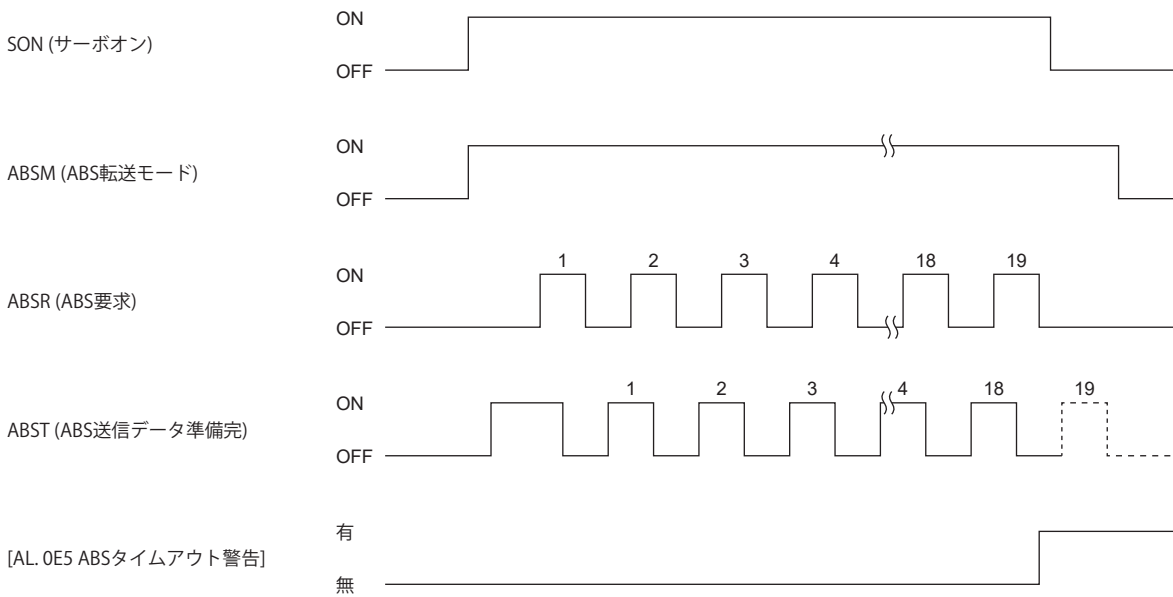 ON
SON (サーボオン)
OFF
ON
ABSM (ABS転送モード)
OFF
1 2 3 4 18 19
ON
ABSR (ABS要求)
OFF
1 2 3 4 18 19
ON
ABST (ABS送信データ準備完)
OFF
有
[AL. 0E5 ABSタイムアウト警告]
無